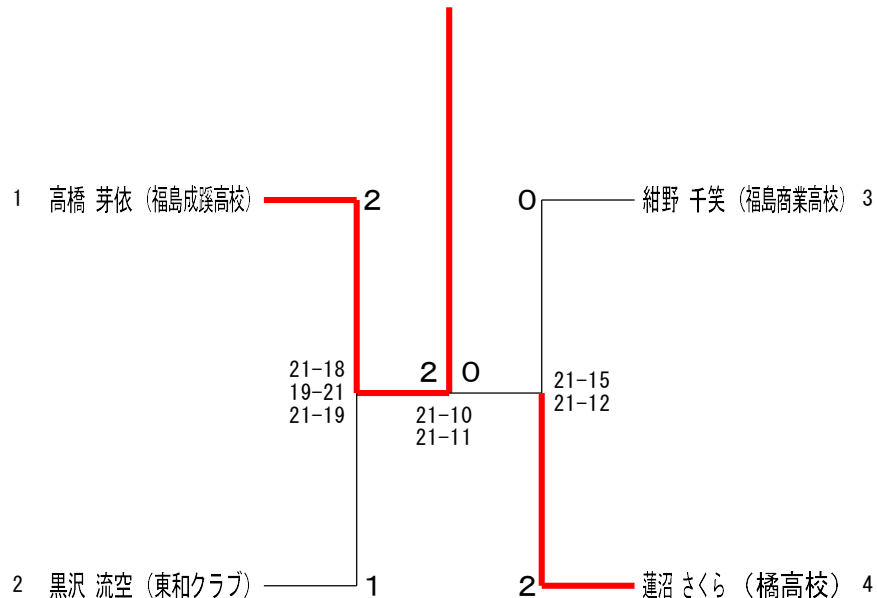 1 高橋 芽依 (福島成蹊高校) 2
0 紺野 千笑 (福島商業高校) 3
21-18
19-21
21-19
2 0
21-10
21-11
21-15
21-12
2 黒沢 流空 (東和クラブ) 1
2 蓮沼 さくら (橘高校) 4